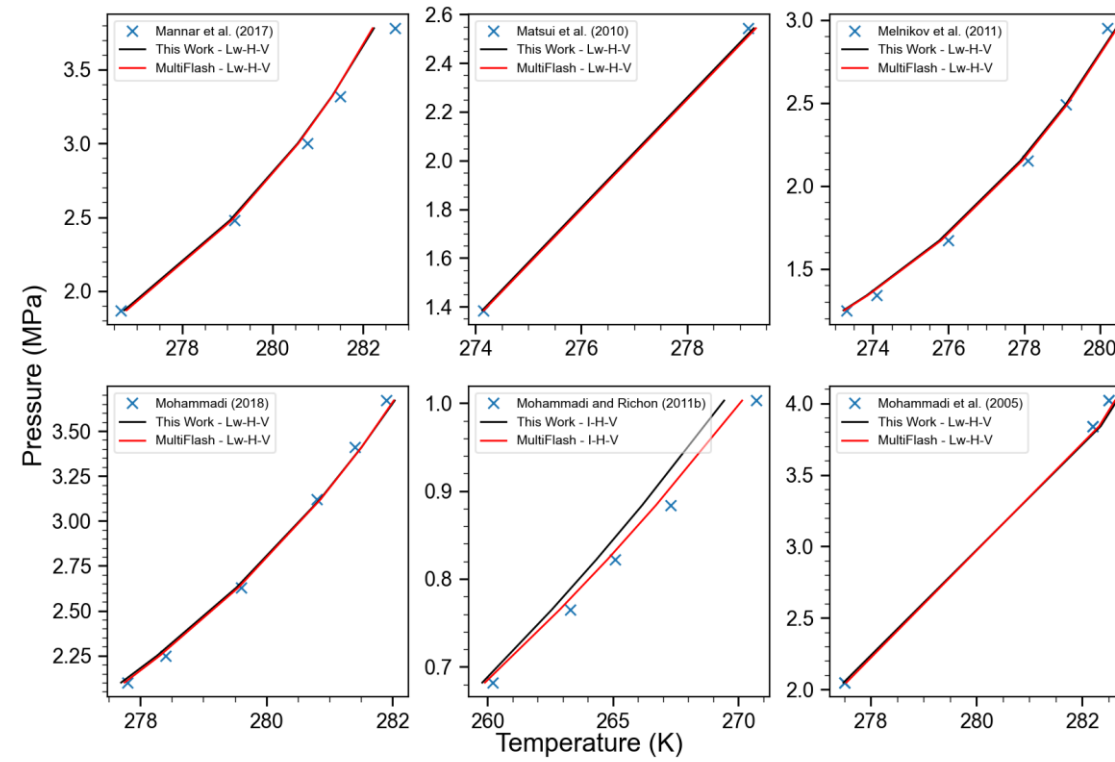 Pressure (MPa)
Mannar et al. (2017)
This Work - Lw-H-V
MultiFlash - Lw-H-V
3.5
3.0
2.5
2.0
278
280
282
Matsui et al. (2010)
This Work - Lw-H-V
MultiFlash - Lw-H-V
2.6
2.4
2.2
2.0
1.8
1.6
1.4
274
276
278
Melnikov et al. (2011)
This Work - Lw-H-V
MultiFlash - Lw-H-V
3.0
2.5
2.0
1.5
274
276
278
280
Mohammadi (2018)
This Work - Lw-H-V
MultiFlash - Lw-H-V
3.50
3.25
3.00
2.75
2.50
2.25
278
280
282
Mohammadi and Richon (2011b)
This Work - I-H-V
MultiFlash - I-H-V
1.0
0.9
0.8
0.7
260
265
270
Mohammadi et al. (2005)
This Work - Lw-H-V
MultiFlash - Lw-H-V
4.0
3.5
3.0
2.5
2.0
278
280
282
Temperature (K)